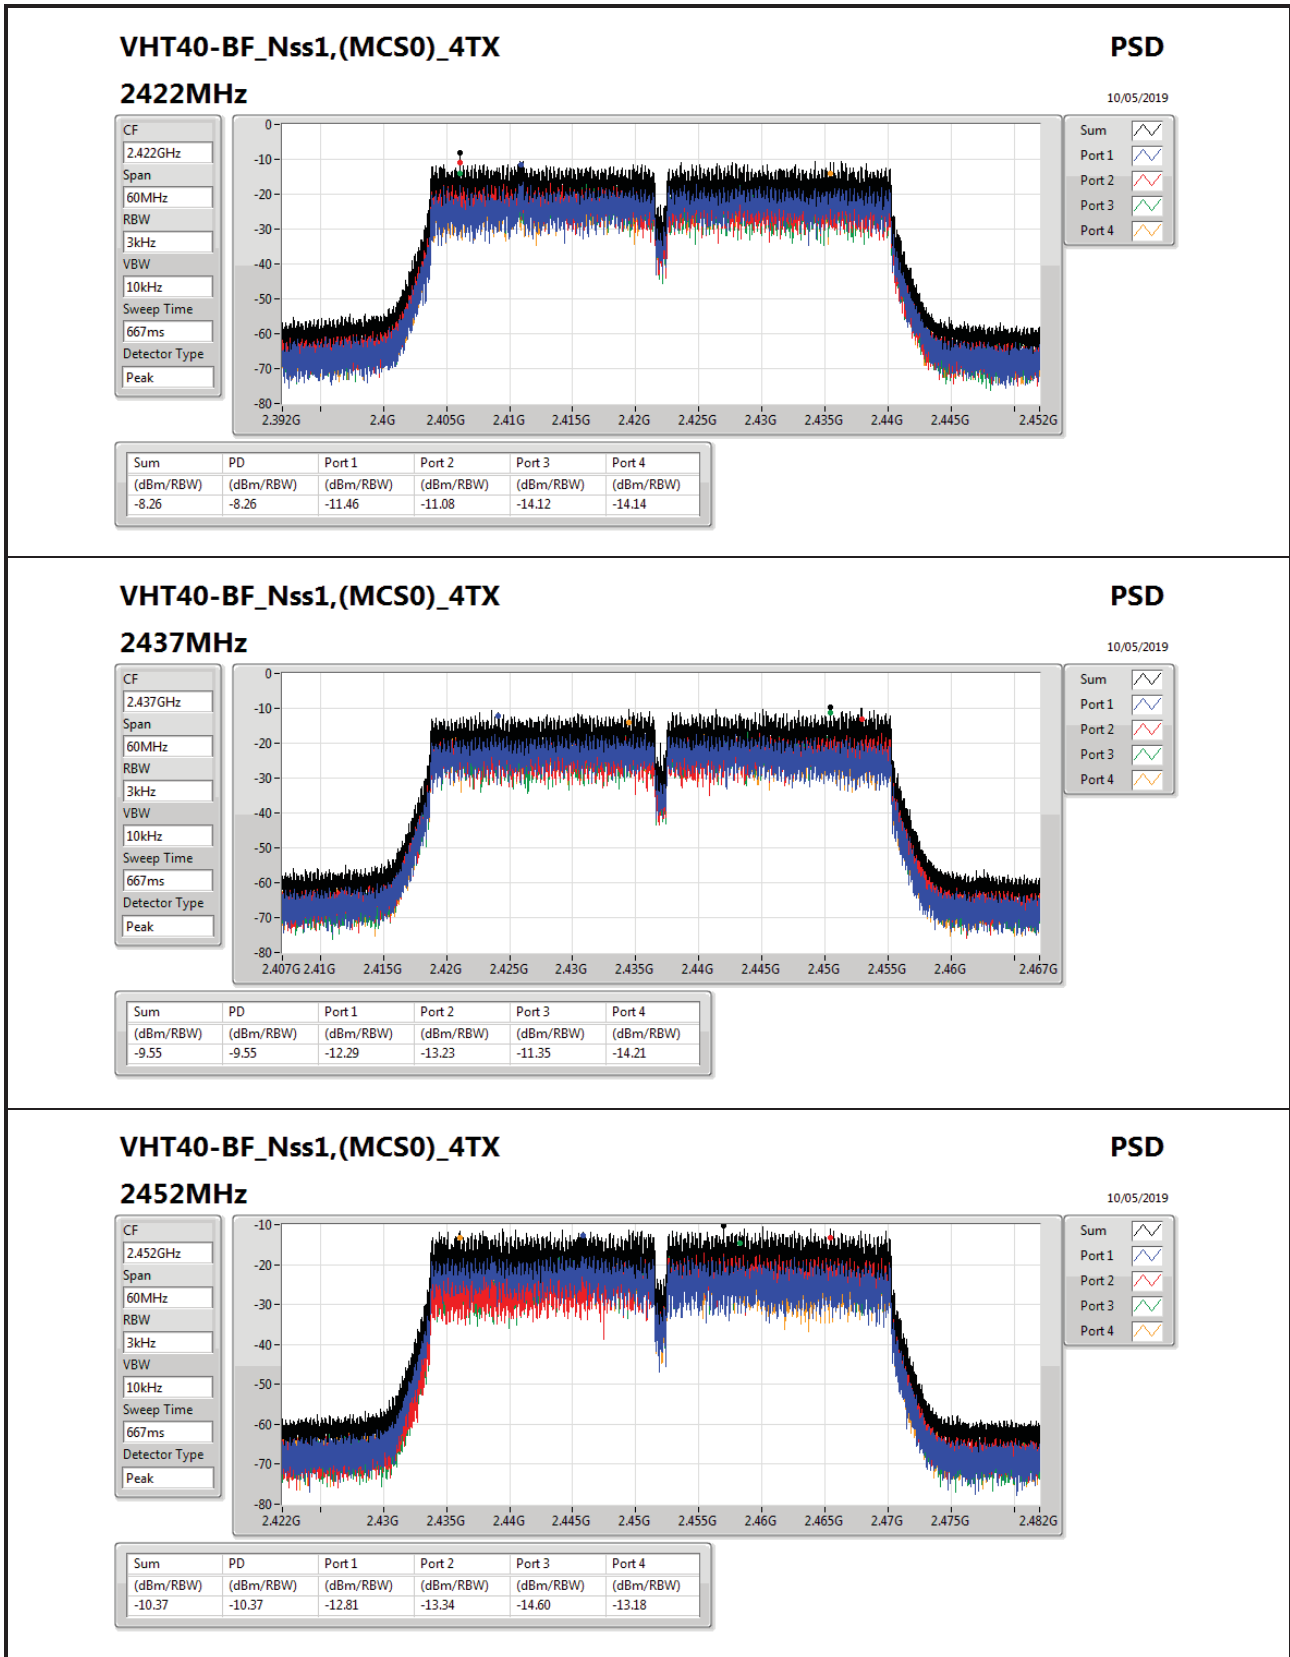 VHT40-BF_Nss1,(MCS0)_4TX PSD
2422MHz 10/05/2019
CF
2.422GHz
Span
60MHz
RBW
3kHz
VBW
10kHz
Sweep Time
667ms
Detector Type
Peak
0
-10
-20
-30
-40
-50
-60
-70
-80
2.392G 2.4G 2.405G 2.41G 2.415G 2.42G 2.425G 2.43G 2.435G 2.44G 2.445G 2.452G
Sum
Port 1
Port 2
Port 3
Port 4
Sum PD Port 1 Port 2 Port 3 Port 4
(dBm/RBW) (dBm/RBW) (dBm/RBW) (dBm/RBW) (dBm/RBW) (dBm/RBW)
-8.26 -8.26 -11.46 -11.08 -14.12 -14.14
VHT40-BF_Nss1,(MCS0)_4TX PSD
2437MHz 10/05/2019
CF
2.437GHz
Span
60MHz
RBW
3kHz
VBW
10kHz
Sweep Time
667ms
Detector Type
Peak
0
-10
-20
-30
-40
-50
-60
-70
-80
2.407G 2.41G 2.415G 2.42G 2.425G 2.43G 2.435G 2.44G 2.445G 2.45G 2.455G 2.46G 2.467G
Sum
Port 1
Port 2
Port 3
Port 4
Sum PD Port 1 Port 2 Port 3 Port 4
(dBm/RBW) (dBm/RBW) (dBm/RBW) (dBm/RBW) (dBm/RBW) (dBm/RBW)
-9.55 -9.55 -12.29 -13.23 -11.35 -14.21
VHT40-BF_Nss1,(MCS0)_4TX PSD
2452MHz 10/05/2019
CF
2.452GHz
Span
60MHz
RBW
3kHz
VBW
10kHz
Sweep Time
667ms
Detector Type
Peak
-10
-20
-30
-40
-50
-60
-70
-80
2.422G 2.43G 2.435G 2.44G 2.445G 2.45G 2.455G 2.46G 2.465G 2.47G 2.475G 2.482G
Sum
Port 1
Port 2
Port 3
Port 4
Sum PD Port 1 Port 2 Port 3 Port 4
(dBm/RBW) (dBm/RBW) (dBm/RBW) (dBm/RBW) (dBm/RBW) (dBm/RBW)
-10.37 -10.37 -12.81 -13.34 -14.60 -13.18